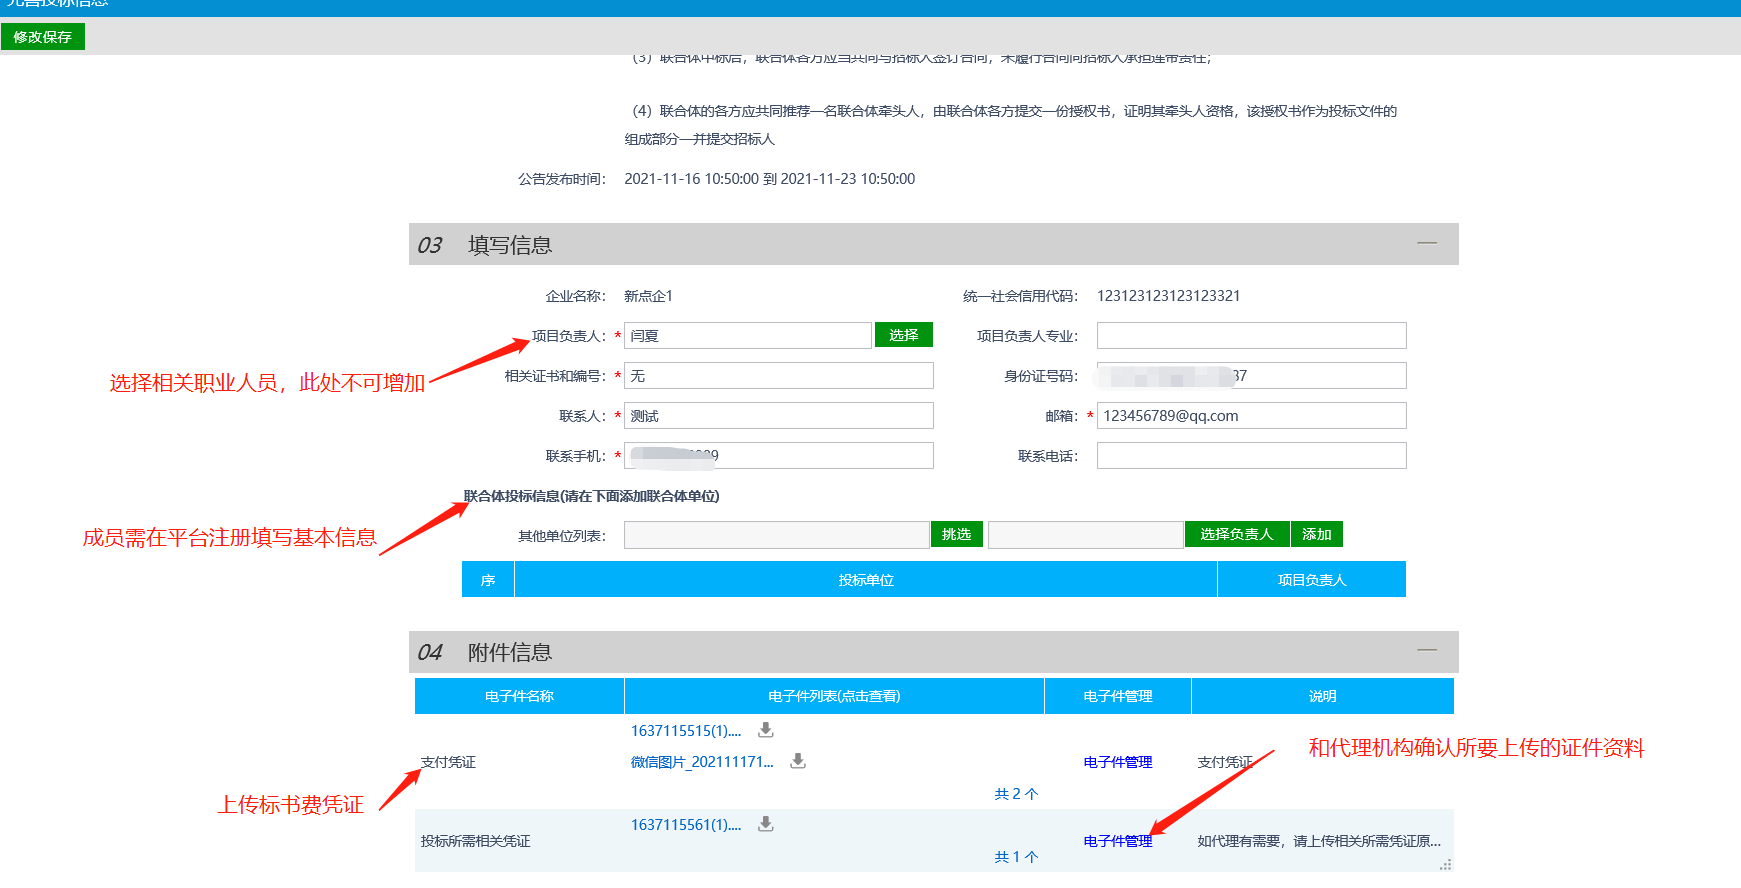 完善投标信息
修改保存
（3）联合体中标后，联合体各方应当共同与招标人签订合同，未履行合同向招标人承担连带责任；
（4）联合体的各方应共同推荐一名联合体牵头人，由联合体各方提交一份授权书，证明其牵头人资格，该授权书作为投标文件的
组成部分一并提交招标人
公告发布时间： 2021-11-16 10:50:00 到 2021-11-23 10:50:00
03 填写信息
企业名称： 新点企1 统一社会信用代码： 123123123123123321
项目负责人：* 闫夏 选择 项目负责人专业：
选择相关职业人员，此处不可增加
相关证书和编号：* 无 身份证号码： 37
联系人：* 测试 邮箱：* 123456789@qq.com
联系手机：* 9 联系电话：
联合体投标信息(请在下面添加联合体单位)
成员需在平台注册填写基本信息
其他单位列表： 挑选 选择负责人 添加
序 投标单位 项目负责人
04 附件信息
电子件名称 电子件列表(点击查看) 电子件管理 说明
1637115515(1)....
支付凭证 微信图片_202111171... 电子件管理 支付凭证
和代理机构确认所要上传的证件资料
共 2 个
上传标书费凭证
1637115561(1)....
投标所需相关凭证 电子件管理 如代理有需要，请上传相关所需凭证原...
共 1 个